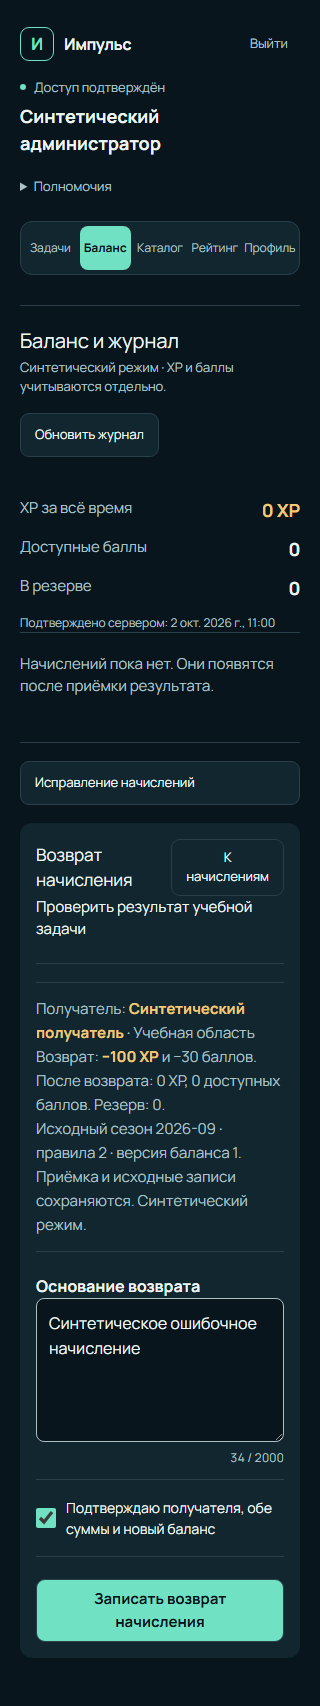 И Импульс Выйти
Доступ подтверждён
Синтетический
администратор
Полномочия
Задачи Баланс Каталог Рейтинг Профиль
Баланс и журнал
Синтетический режим · XP и баллы
учитываются отдельно.
Обновить журнал
XP за всё время 0 XP
Доступные баллы 0
В резерве 0
Подтверждено сервером: 2 окт. 2026 г., 11:00
Начислений пока нет. Они появятся
после приёмки результата.
Исправление начислений
Возврат
начисления
К
начислениям
Проверить результат учебной
задачи
Получатель: Синтетический
получатель · Учебная область
Возврат: −100 XP и −30 баллов.
После возврата: 0 XP, 0 доступных
баллов. Резерв: 0.
Исходный сезон 2026-09 ·
правила 2 · версия баланса 1.
Приёмка и исходные записи
сохраняются. Синтетический
режим.
Основание возврата
Синтетическое ошибочное
начисление
34 / 2000
Подтверждаю получателя, обе
суммы и новый баланс
Записать возврат
начисления